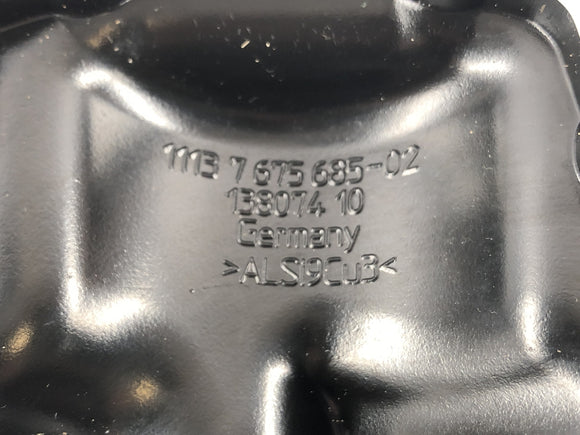 1113 7 675 685-02
138074 10
Germany
>ALSi9Cu3<